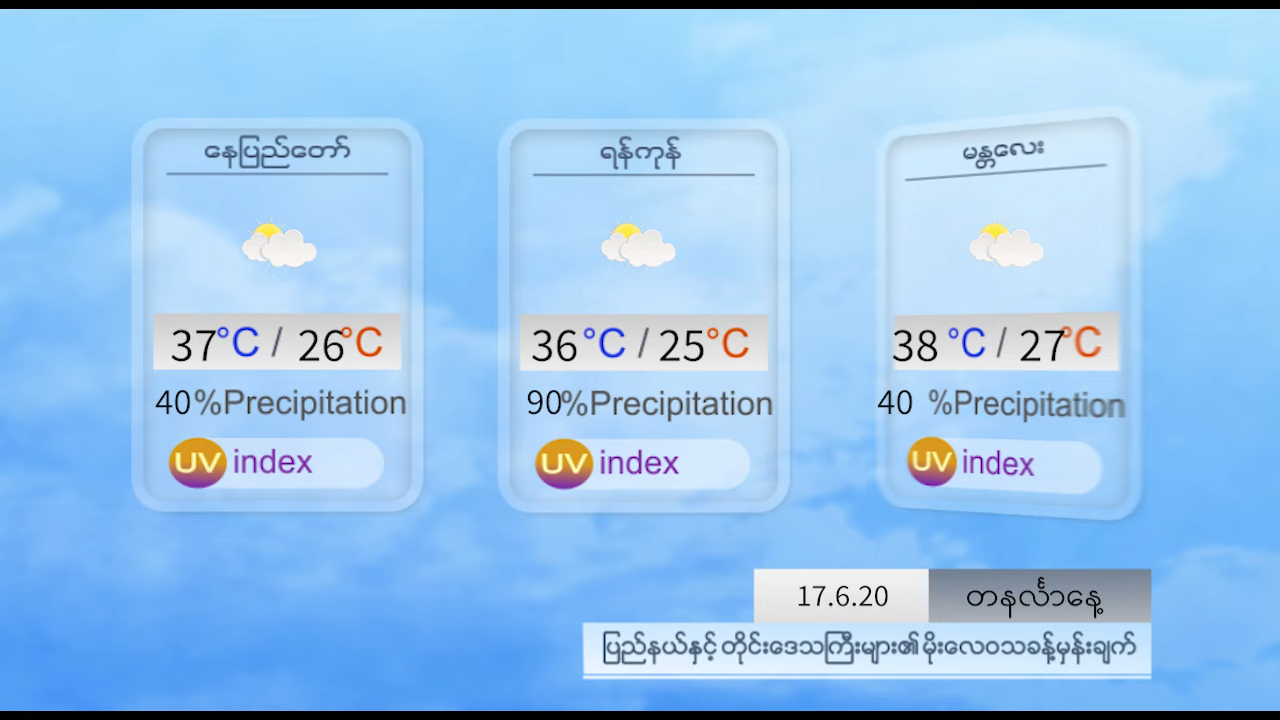 နေပြည်တော်
37°C / 26°C
40%Precipitation
UV index
ရန်ကုန်
36°C / 25°C
90%Precipitation
UV index
မန္တလေး
38 °C / 27°C
40 %Precipitation
UV index
17.6.20 တနင်္လာနေ့
ပြည်နယ်နှင့် တိုင်းဒေသကြီးများ၏ မိုးလေဝသခန့်မှန်းချက်